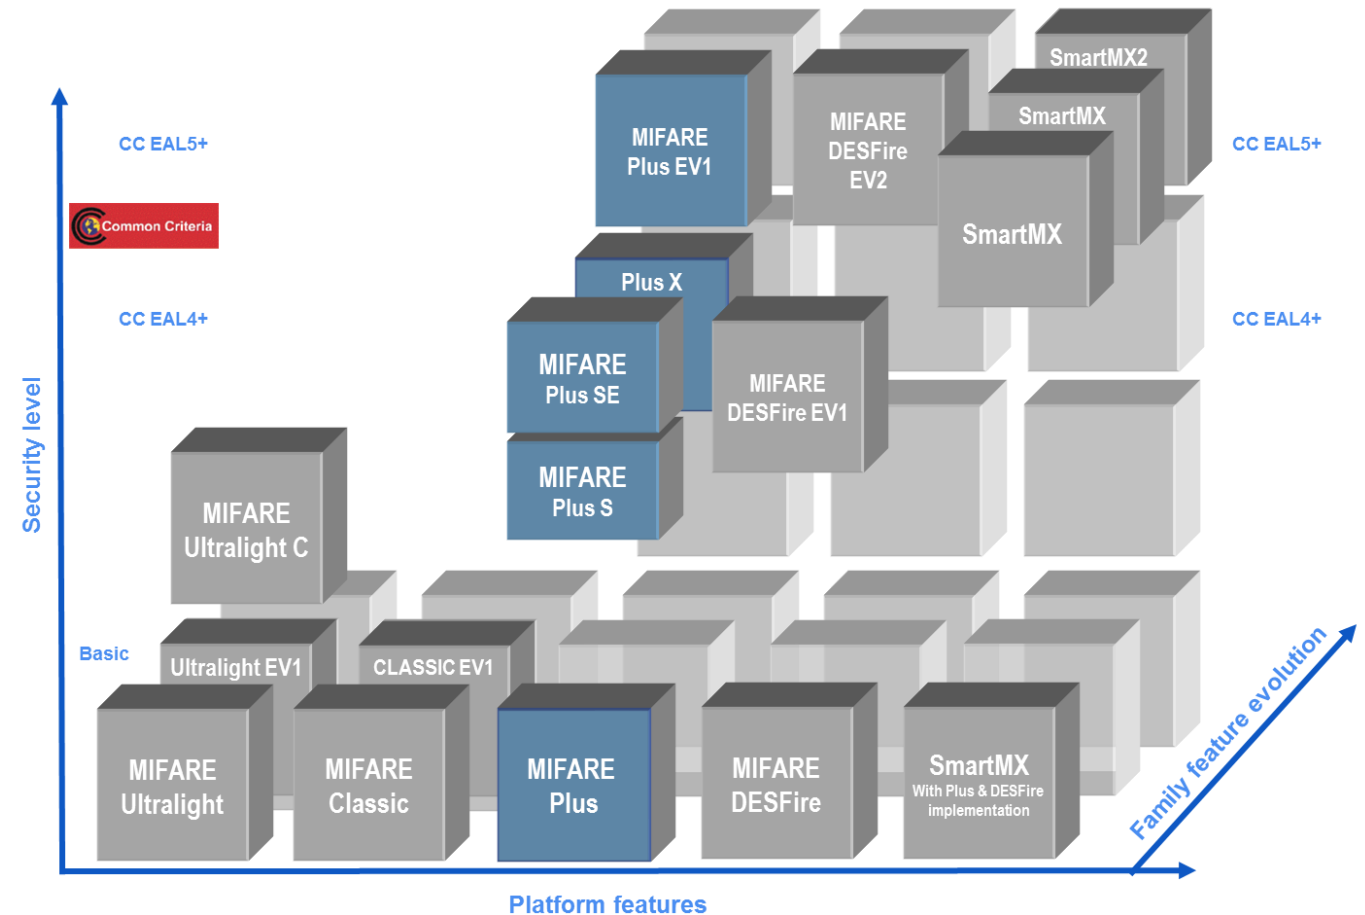 SmartMX2
MIFARE
Plus EV1
MIFARE
DESFire
EV2
SmartMX
CC EAL5+
CC EAL5+
Common Criteria
SmartMX
Plus X
CC EAL4+
CC EAL4+
MIFARE
Plus SE
MIFARE
DESFire EV1
Security level
MIFARE
Plus S
MIFARE
Ultralight C
Basic
Ultralight EV1
CLASSIC EV1
Family feature evolution
MIFARE
Ultralight
MIFARE
Classic
MIFARE
Plus
MIFARE
DESFire
SmartMX
With Plus & DESFire
implementation
Platform features